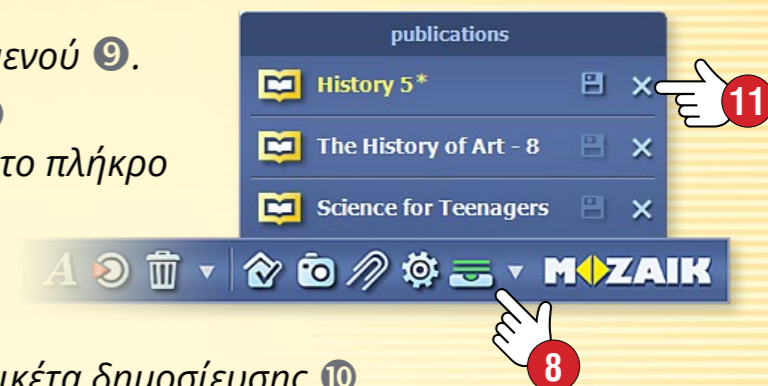 μενού ❾.
το πλήκρο
ικέτα δημοσίευσης ❿
publications
History 5*
The History of Art - 8
Science for Teenagers
11
A
MOZAIK
8